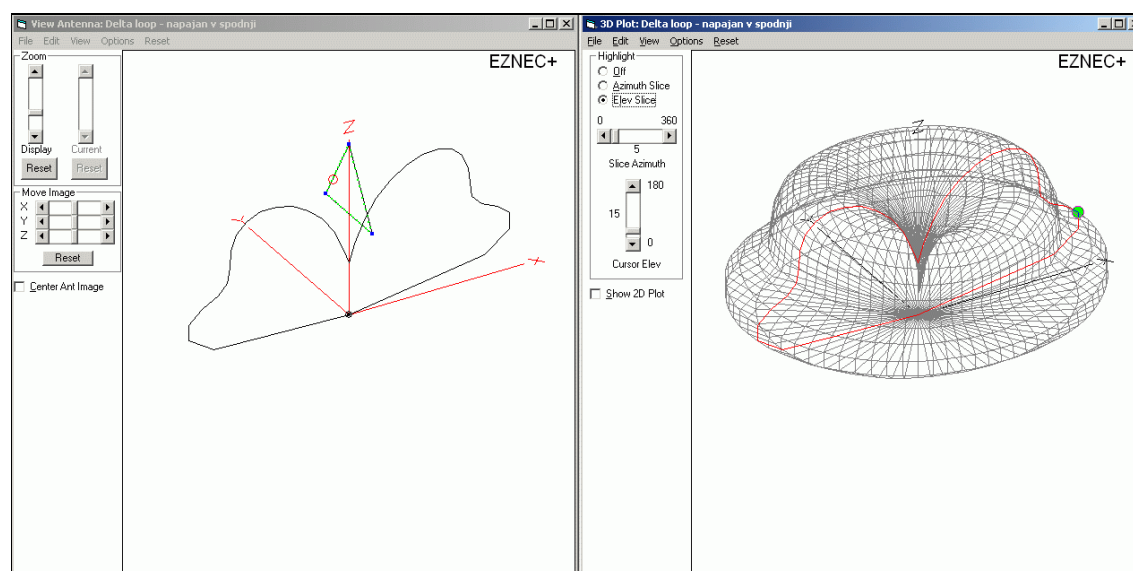 View Antenna: Delta loop - napajan v spodnji
File Edit View Options Reset
Zoom
Display Current
Reset Reset
Move Image
X
Y
Z
Reset
Center Ant Image
EZNEC+
Z
Y
X
3D Plot: Delta loop - napajan v spodnji
File Edit View Options Reset
Highlight
Off
Azimuth Slice
Elev Slice
0 360
5
Slice Azimuth
180
15
0
Cursor Elev
Show 2D Plot
EZNEC+
Z
Y
X